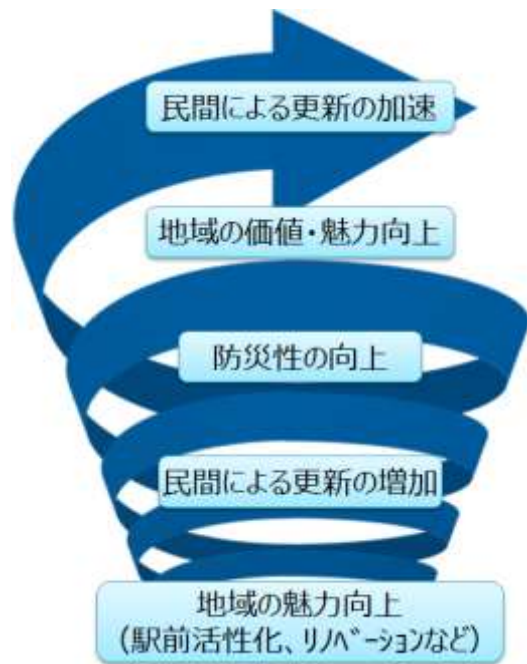 民間による更新の加速
地域の価値・魅力向上
防災性の向上
民間による更新の増加
地域の魅力向上
（駅前活性化、ﾘﾉﾍﾞｰｼｮﾝなど）